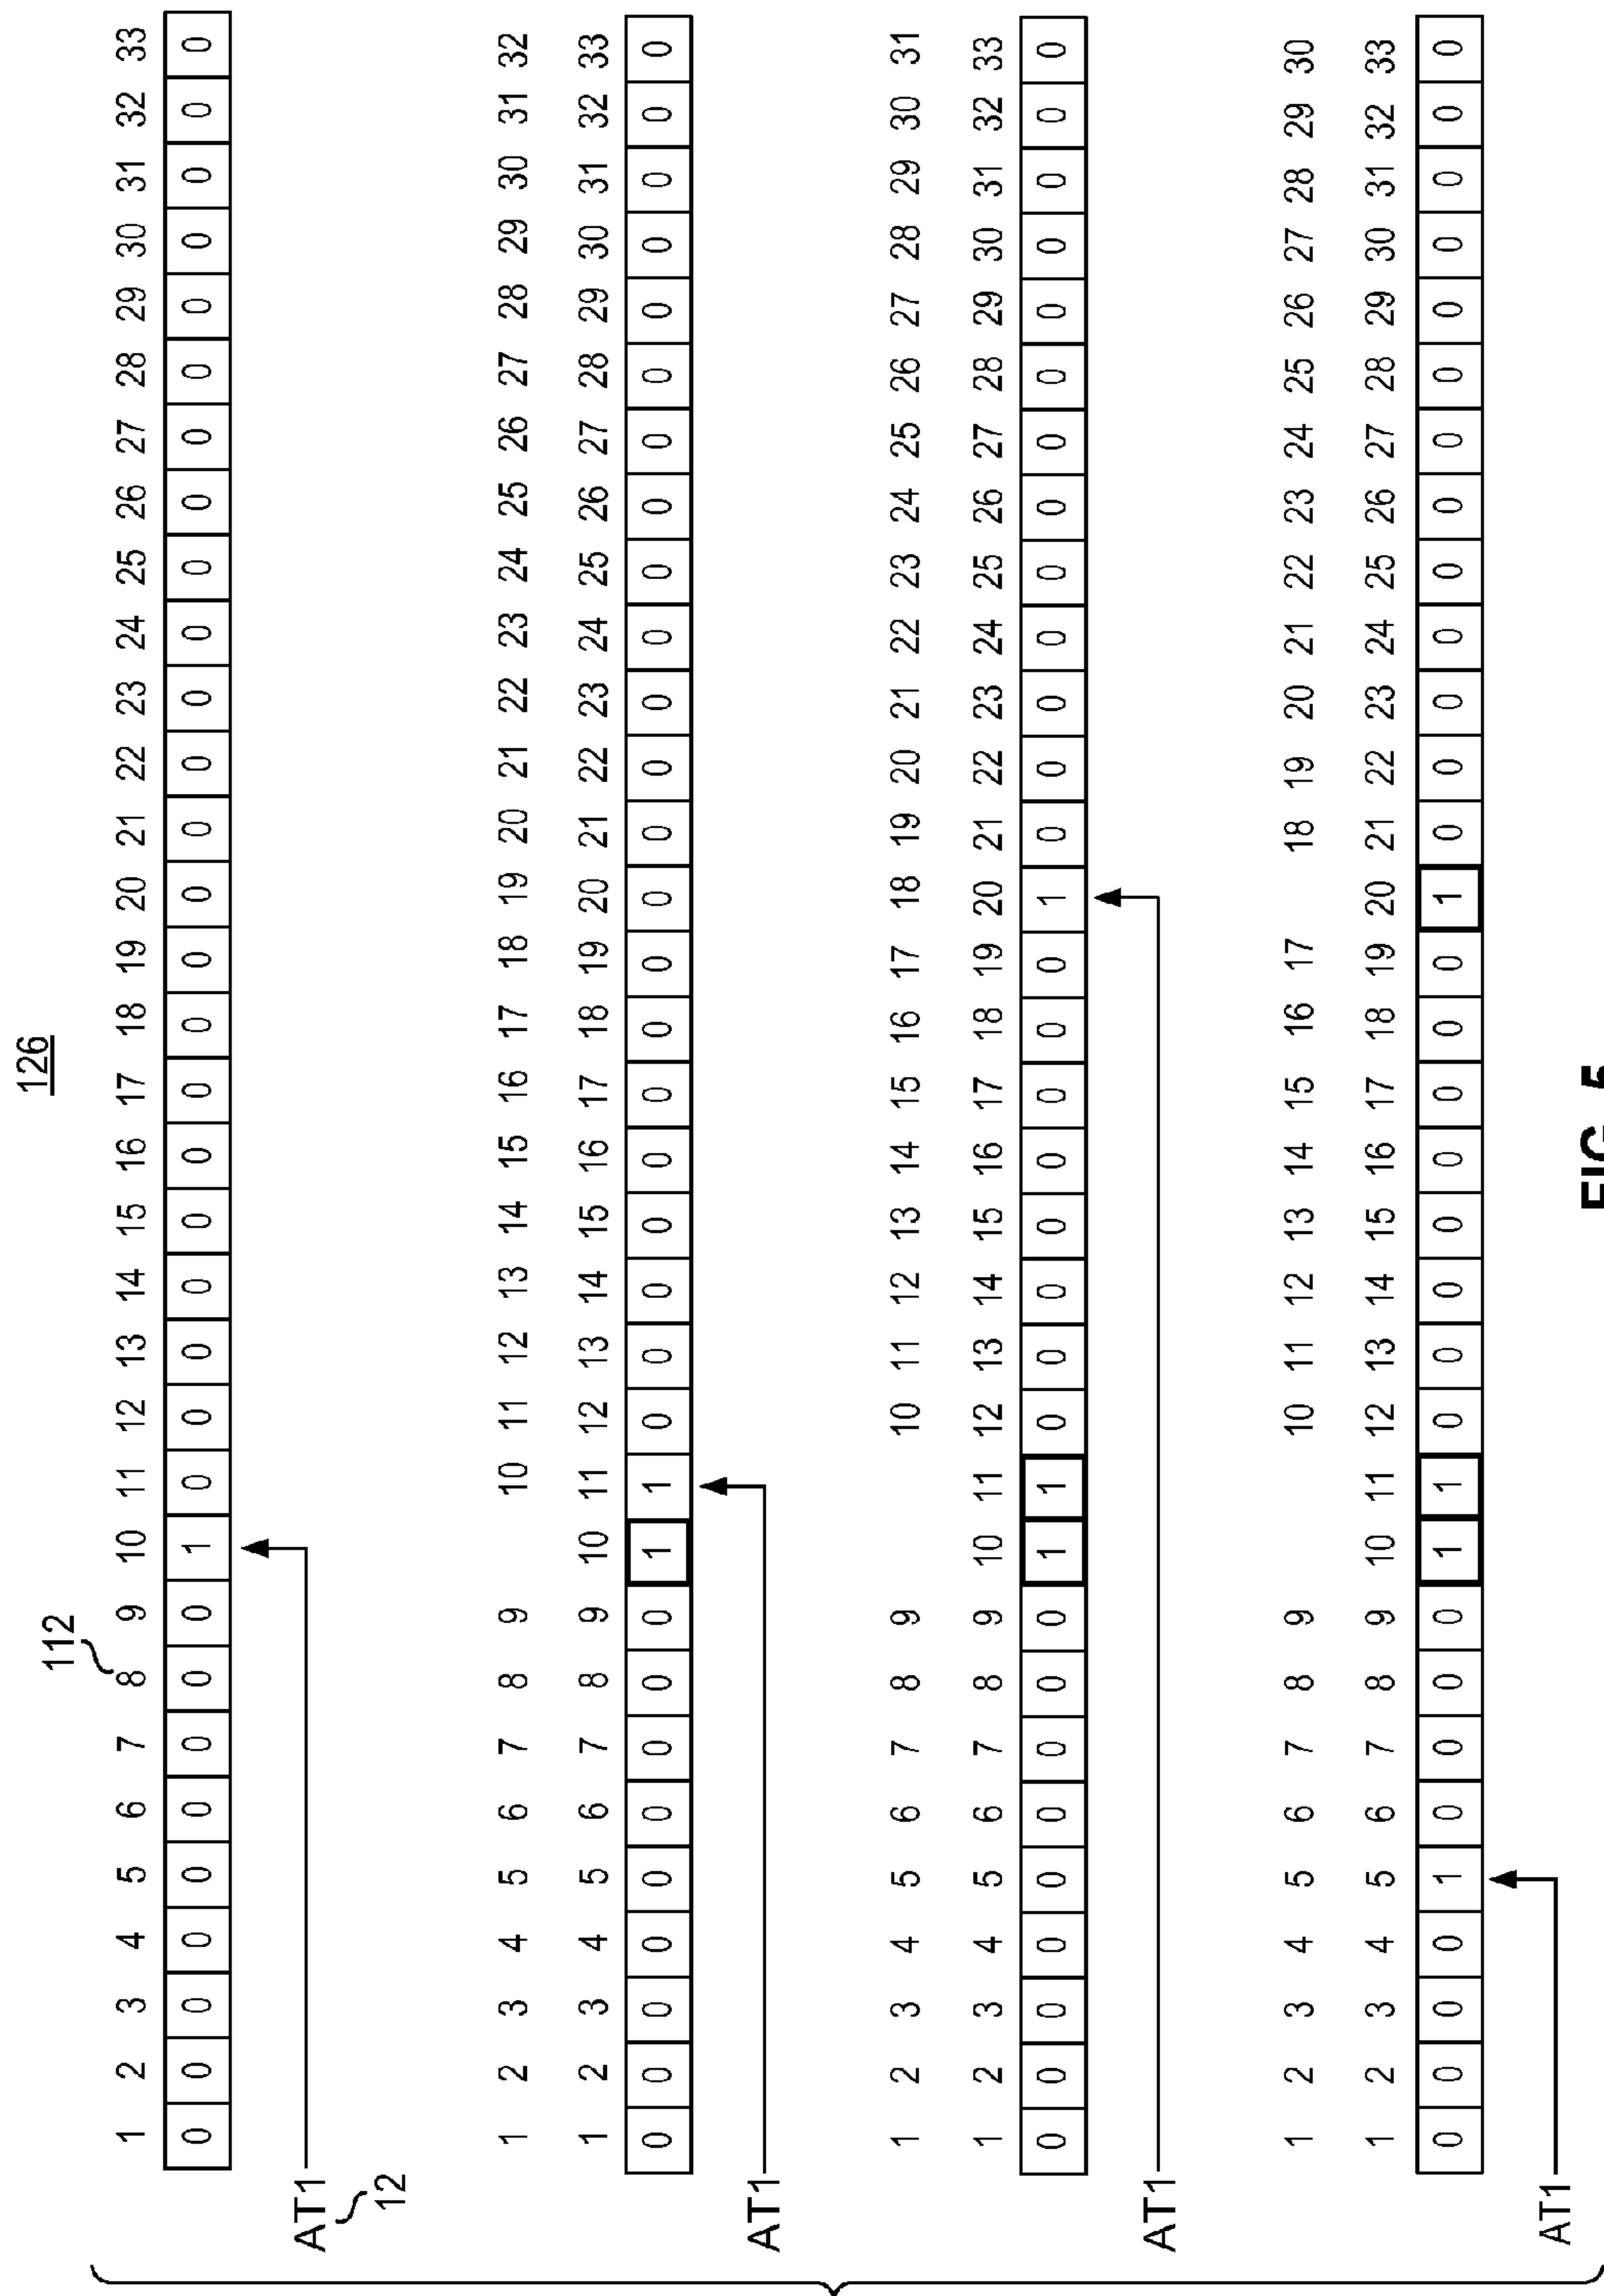 126
112
1 2 3 4 5 6 7 8 9 10 11 12 13 14 15 16 17 18 19 20 21 22 23 24 25 26 27 28 29 30 31 32 33
0 0 0 0 0 0 0 0 0 1 0 0 0 0 0 0 0 0 0 0 0 0 0 0 0 0 0 0 0 0 0 0 0
AT1
12
1 2 3 4 5 6 7 8 9 10 11 12 13 14 15 16 17 18 19 20 21 22 23 24 25 26 27 28 29 30 31 32
1 2 3 4 5 6 7 8 9 10 11 12 13 14 15 16 17 18 19 20 21 22 23 24 25 26 27 28 29 30 31 32 33
0 0 0 0 0 0 0 0 0 1 1 0 0 0 0 0 0 0 0 0 0 0 0 0 0 0 0 0 0 0 0 0 0
AT1
1 2 3 4 5 6 7 8 9 10 11 12 13 14 15 16 17 18 19 20 21 22 23 24 25 26 27 28 29 30 31
1 2 3 4 5 6 7 8 9 10 11 12 13 14 15 16 17 18 19 20 21 22 23 24 25 26 27 28 29 30 31 32 33
0 0 0 0 0 0 0 0 0 1 1 0 0 0 0 0 0 0 0 1 0 0 0 0 0 0 0 0 0 0 0 0 0
AT1
1 2 3 4 5 6 7 8 9 10 11 12 13 14 15 16 17 18 19 20 21 22 23 24 25 26 27 28 29 30
1 2 3 4 5 6 7 8 9 10 11 12 13 14 15 16 17 18 19 20 21 22 23 24 25 26 27 28 29 30 31 32 33
0 0 0 0 1 0 0 0 0 1 1 0 0 0 0 0 0 0 0 1 0 0 0 0 0 0 0 0 0 0 0 0 0
AT1
FIG. 5